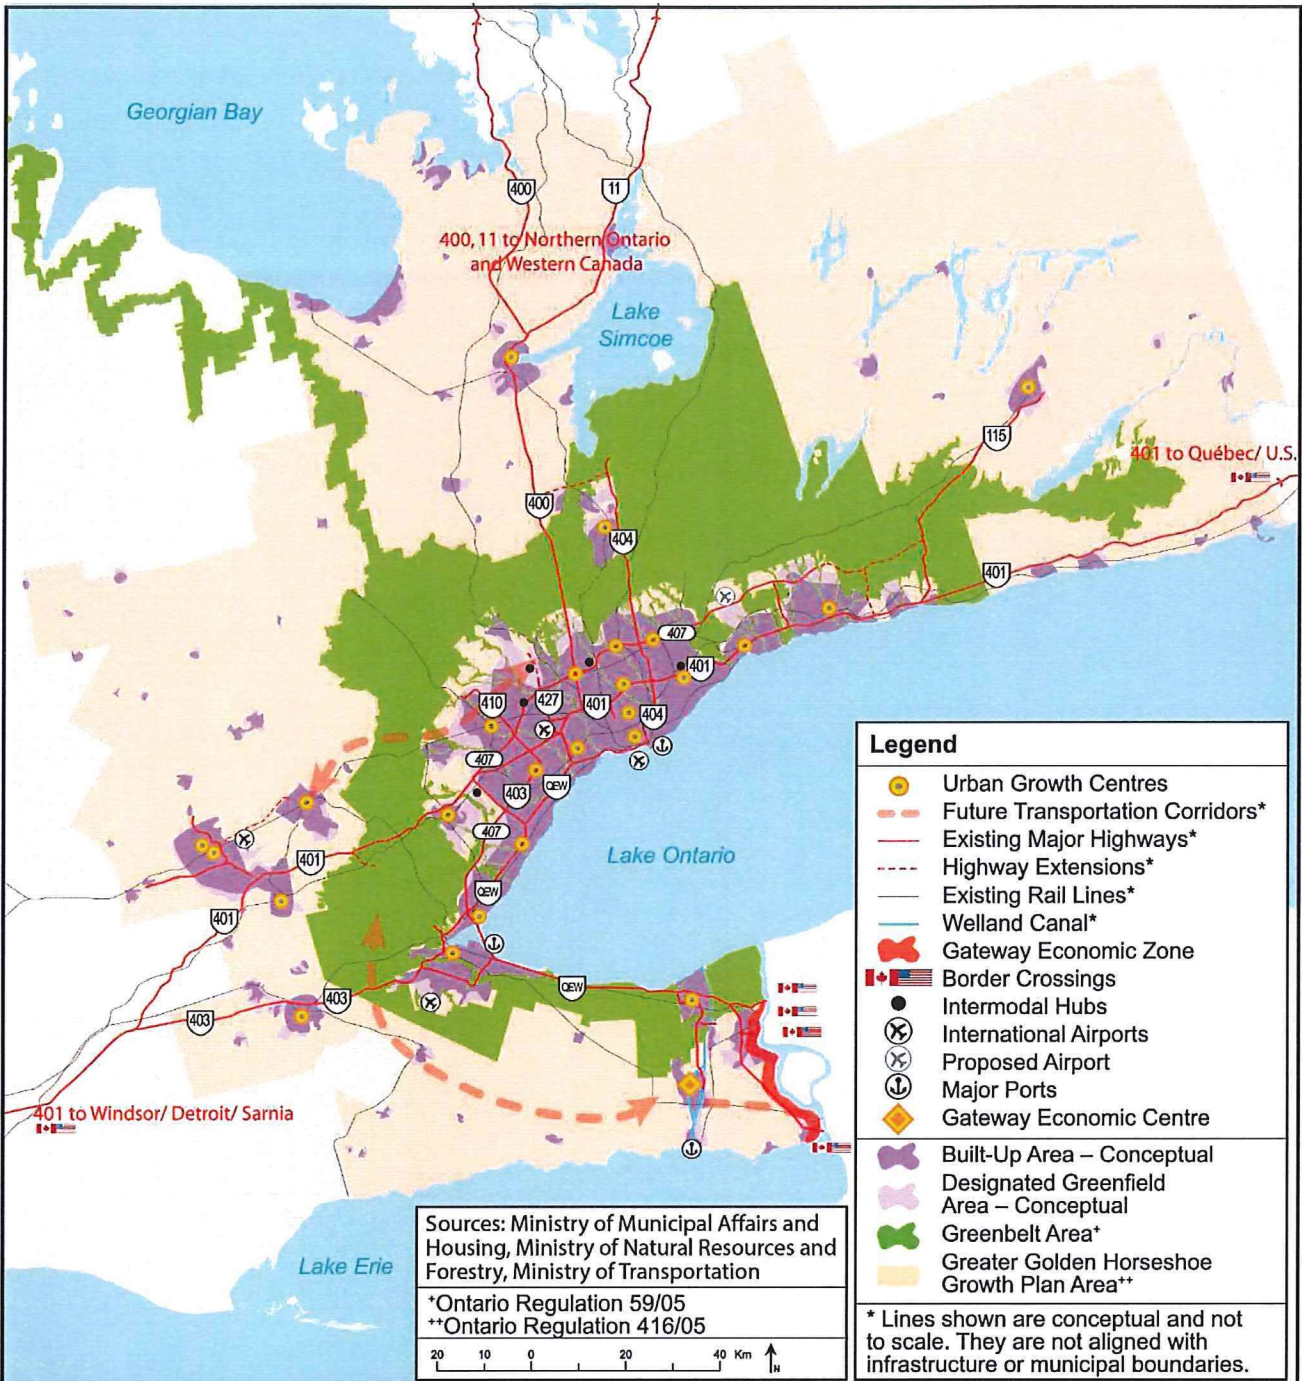 Georgian Bay
400
11
400, 11 to Northern Ontario
and Western Canada
Lake
Simcoe
115
401 to Québec/ U.S.
400
404
401
407
401
410
427
401
404
407
403
QEW
407
Lake Ontario
401
QEW
401
403
403
QEW
401 to Windsor/ Detroit/ Sarnia
Lake Erie
Legend
Urban Growth Centres
Future Transportation Corridors*
Existing Major Highways*
Highway Extensions*
Existing Rail Lines*
Welland Canal*
Gateway Economic Zone
Border Crossings
Intermodal Hubs
International Airports
Proposed Airport
Major Ports
Gateway Economic Centre
Built-Up Area – Conceptual
Designated Greenfield
Area – Conceptual
Greenbelt Area⁺
Greater Golden Horseshoe
Growth Plan Area⁺⁺
* Lines shown are conceptual and not
to scale. They are not aligned with
infrastructure or municipal boundaries.
Sources: Ministry of Municipal Affairs and
Housing, Ministry of Natural Resources and
Forestry, Ministry of Transportation
⁺Ontario Regulation 59/05
⁺⁺Ontario Regulation 416/05
20 10 0 20 40 Km
N